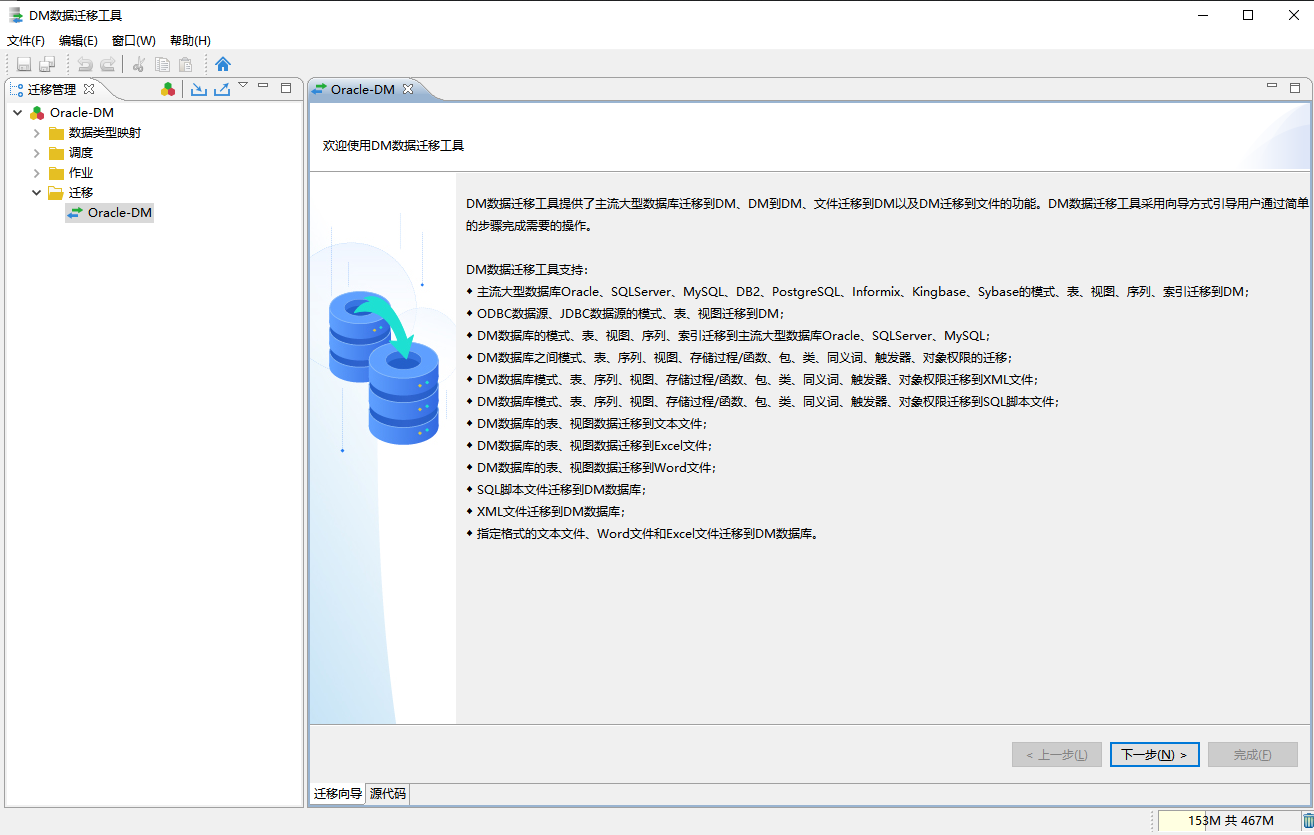 DM数据迁移工具
文件(F) 编辑(E) 窗口(W) 帮助(H)
迁移管理
Oracle-DM
数据类型映射
调度
作业
迁移
Oracle-DM
Oracle-DM
欢迎使用DM数据迁移工具
DM数据迁移工具提供了主流大型数据库迁移到DM、DM到DM、文件迁移到DM以及DM迁移到文件的功能。DM数据迁移工具采用向导方式引导用户通过简单
的步骤完成需要的操作。
DM数据迁移工具支持：
◆ 主流大型数据库Oracle、SQLServer、MySQL、DB2、PostgreSQL、Informix、Kingbase、Sybase的模式、表、视图、序列、索引迁移到DM；
◆ ODBC数据源、JDBC数据源的模式、表、视图迁移到DM；
◆ DM数据库的模式、表、视图、序列、索引迁移到主流大型数据库Oracle、SQLServer、MySQL；
◆ DM数据库之间模式、表、序列、视图、存储过程/函数、包、类、同义词、触发器、对象权限的迁移；
◆ DM数据库模式、表、序列、视图、存储过程/函数、包、类、同义词、触发器、对象权限迁移到XML文件；
◆ DM数据库模式、表、序列、视图、存储过程/函数、包、类、同义词、触发器、对象权限迁移到SQL脚本文件；
◆ DM数据库的表、视图数据迁移到文本文件；
◆ DM数据库的表、视图数据迁移到Excel文件；
◆ DM数据库的表、视图数据迁移到Word文件；
◆ SQL脚本文件迁移到DM数据库；
◆ XML文件迁移到DM数据库；
◆ 指定格式的文本文件、Word文件和Excel文件迁移到DM数据库。
< 上一步(L) 下一步(N) > 完成(F)
迁移向导 源代码
153M 共 467M